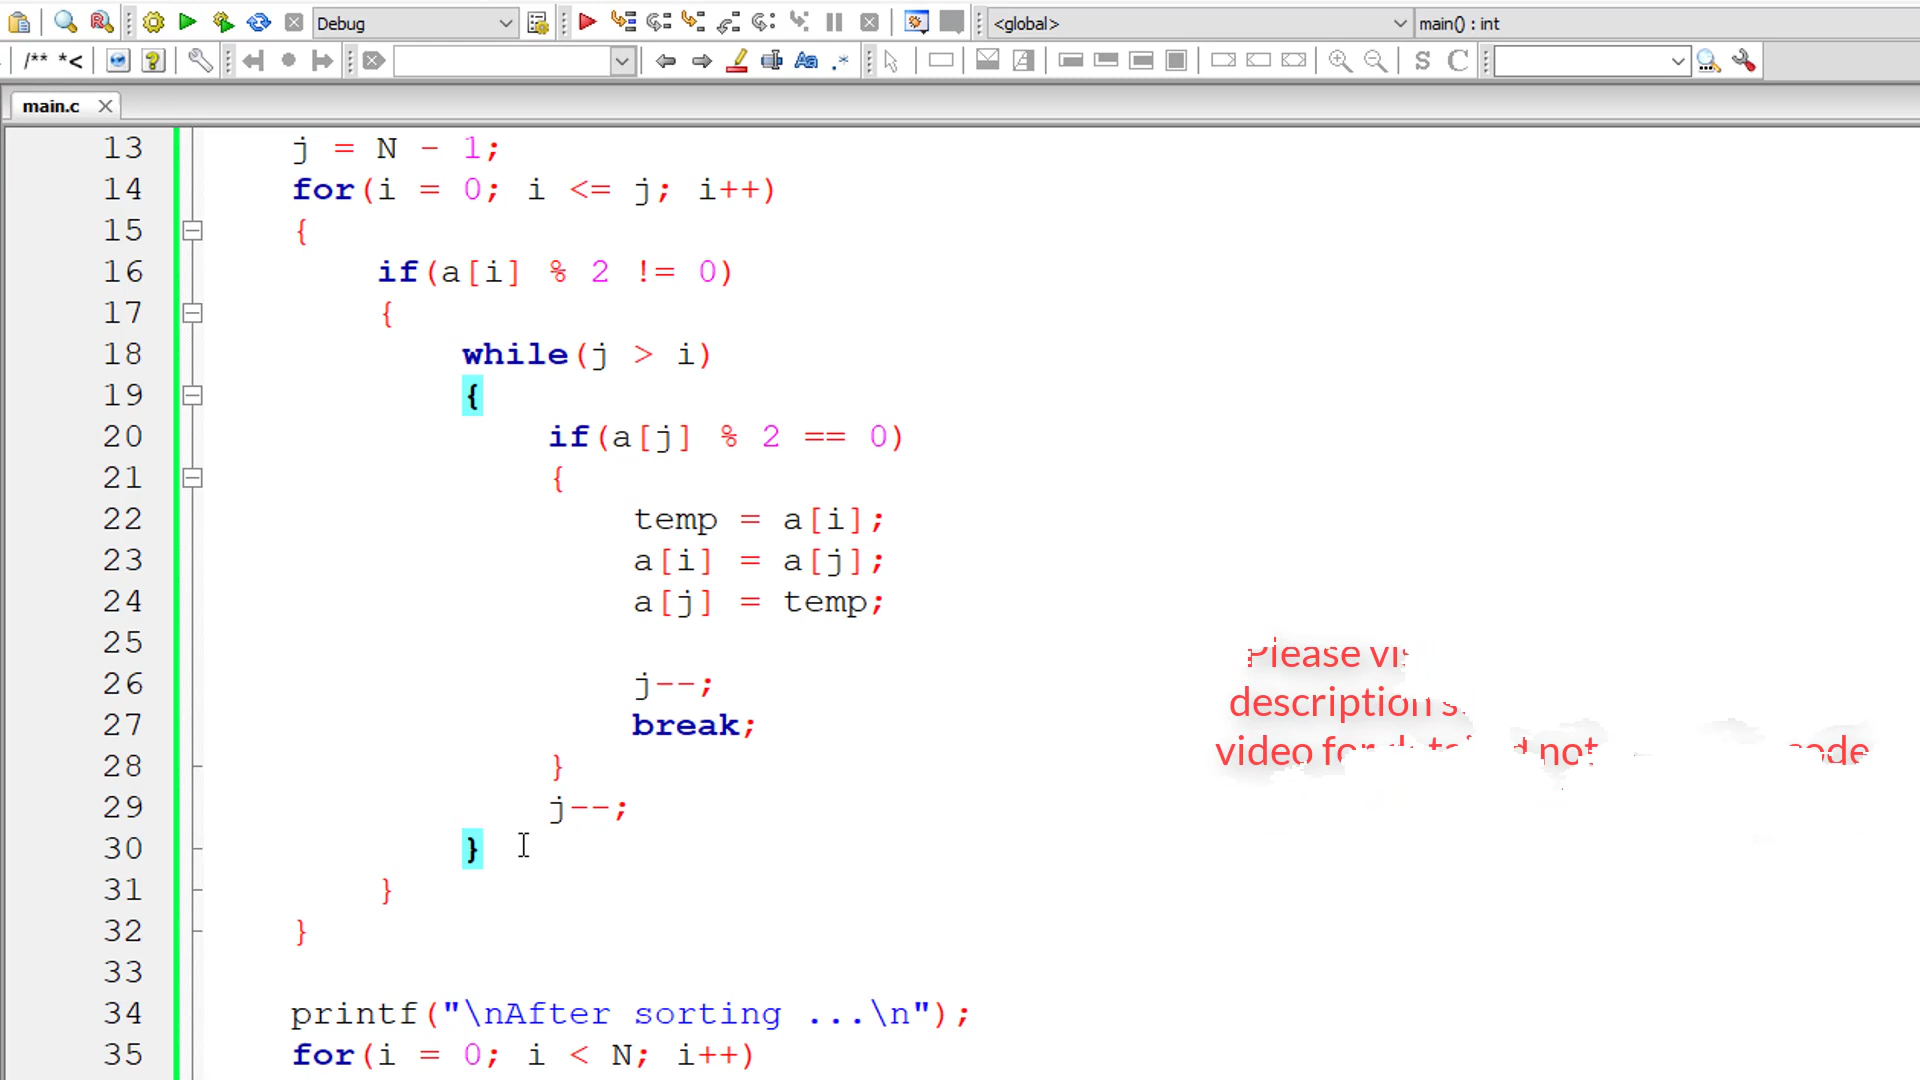 Debug
<global>
main() : int
/** *<
Aa .*
S C
main.c
13 j = N - 1;
14 for(i = 0; i <= j; i++)
15 {
16 if(a[i] % 2 != 0)
17 {
18 while(j > i)
19 {
20 if(a[j] % 2 == 0)
21 {
22 temp = a[i];
23 a[i] = a[j];
24 a[j] = temp;
25
26 j--;
27 break;
28 }
29 j--;
30 }
31 }
32 }
33
34 printf("\nAfter sorting ...\n");
35 for(i = 0; i < N; i++)
Please
description
video